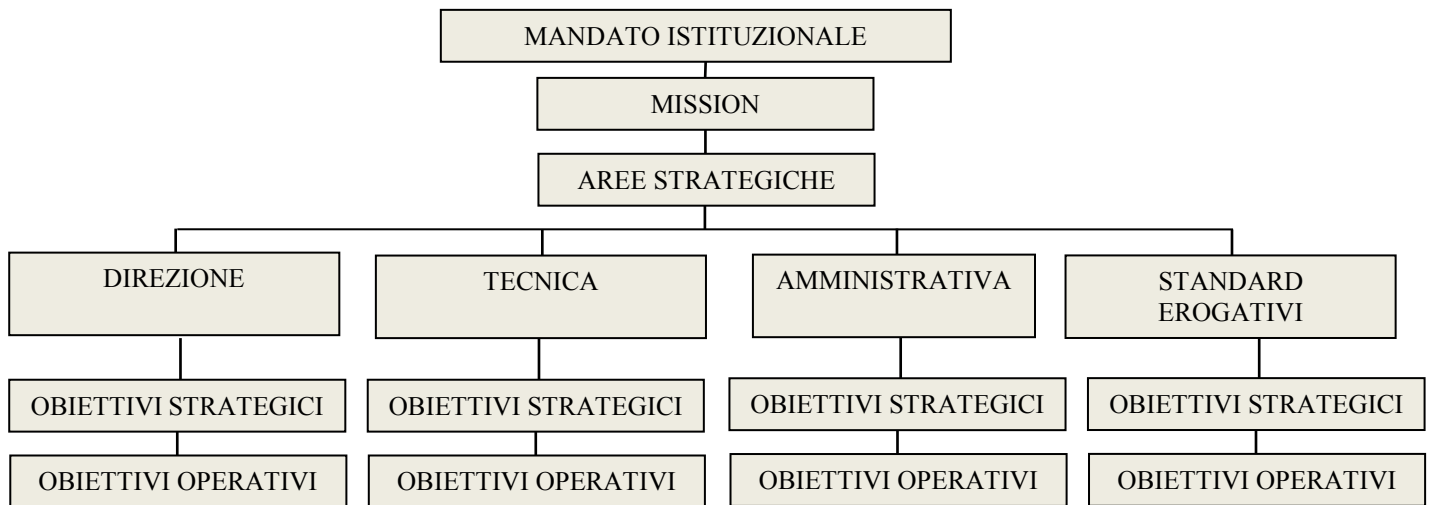 MANDATO ISTITUZIONALE
MISSION
AREE STRATEGICHE
DIREZIONE
TECNICA
AMMINISTRATIVA
STANDARD
EROGATIVI
OBIETTIVI STRATEGICI
OBIETTIVI STRATEGICI
OBIETTIVI STRATEGICI
OBIETTIVI STRATEGICI
OBIETTIVI OPERATIVI
OBIETTIVI OPERATIVI
OBIETTIVI OPERATIVI
OBIETTIVI OPERATIVI